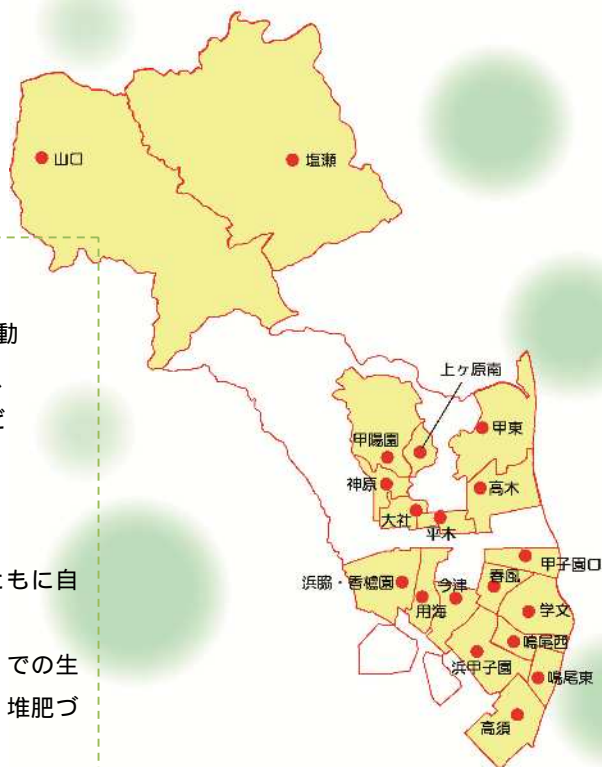 山口
塩瀬
動
上ヶ原南
だ
甲東
甲陽園
神原
高木
大社
平木
甲子園口
ともに自
浜脇・香櫨園
今津
春風
用海
学文
鳴尾西
での生
浜甲子園
鳴尾東
堆肥づ
高須